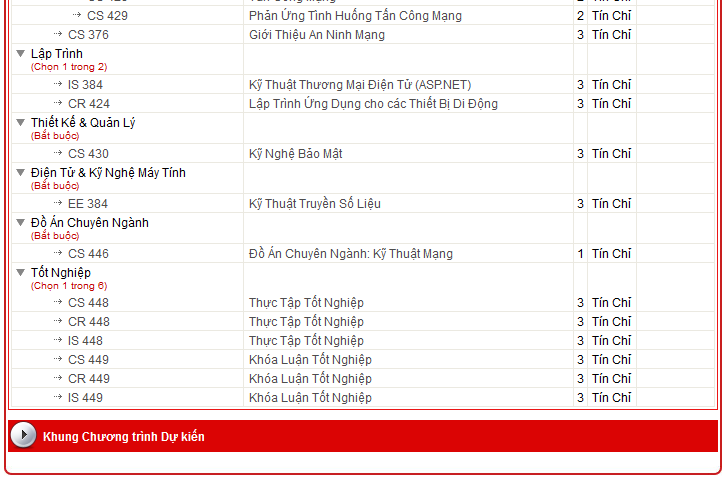 CS 429 Phản Ứng Tình Huống Tấn Công Mạng 2 Tín Chỉ
CS 376 Giới Thiệu An Ninh Mạng 3 Tín Chỉ
Lập Trình
(Chọn 1 trong 2)
IS 384 Kỹ Thuật Thương Mại Điện Tử (ASP.NET) 3 Tín Chỉ
CR 424 Lập Trình Ứng Dụng cho các Thiết Bị Di Động 3 Tín Chỉ
Thiết Kế & Quản Lý
(Bắt buộc)
CS 430 Kỹ Nghệ Bảo Mật 3 Tín Chỉ
Điện Tử & Kỹ Nghệ Máy Tính
(Bắt buộc)
EE 384 Kỹ Thuật Truyền Số Liệu 3 Tín Chỉ
Đồ Án Chuyên Ngành
(Bắt buộc)
CS 446 Đồ Án Chuyên Ngành: Kỹ Thuật Mạng 1 Tín Chỉ
Tốt Nghiệp
(Chọn 1 trong 6)
CS 448 Thực Tập Tốt Nghiệp 3 Tín Chỉ
CR 448 Thực Tập Tốt Nghiệp 3 Tín Chỉ
IS 448 Thực Tập Tốt Nghiệp 3 Tín Chỉ
CS 449 Khóa Luận Tốt Nghiệp 3 Tín Chỉ
CR 449 Khóa Luận Tốt Nghiệp 3 Tín Chỉ
IS 449 Khóa Luận Tốt Nghiệp 3 Tín Chỉ
Khung Chương trình Dự kiến